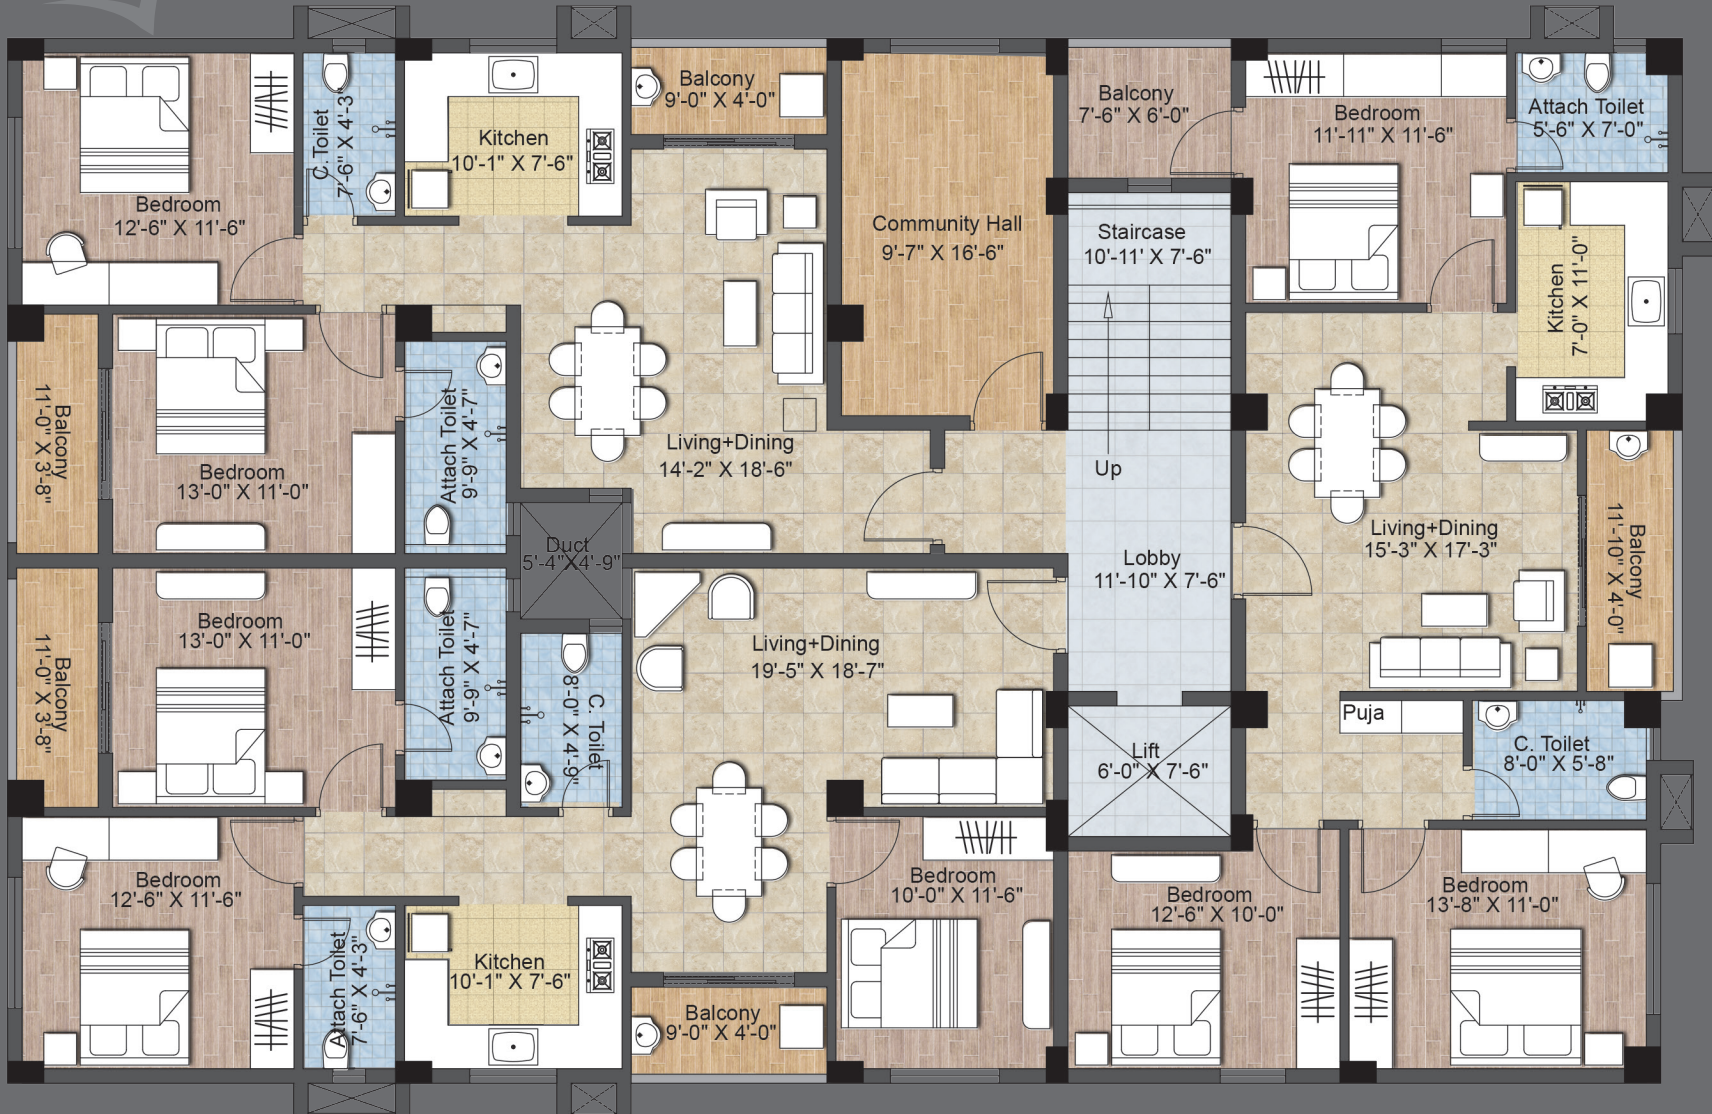 Bedroom
12'-6" X 11'-6"
C.Toilet
7'-6" X 4'-3"
Kitchen
10'-1" X 7'-6"
Balcony
9'-0" X 4'-0"
Community Hall
9'-7" X 16'-6"
Balcony
7'-6" X 6'-0"
Bedroom
11'-11" X 11'-6"
Attach Toilet
5'-6" X 7'-0"
Staircase
10'-11' X 7'-6"
Kitchen
7'-0" X 11'-0"
Balcony
11'-0" X 3'-8"
Bedroom
13'-0" X 11'-0"
Attach Toilet
9'-9" X 4'-7"
Living+Dining
14'-2" X 18'-6"
Up
Living+Dining
15'-3" X 17'-3"
Balcony
11'-10" X 4'-0"
Duct
5'-4"X4'-9"
Lobby
11'-10" X 7'-6"
Balcony
11'-0" X 3'-8"
Bedroom
13'-0" X 11'-0"
Attach Toilet
9'-9" X 4'-7"
C. Toilet
8'-0" X 4'-9"
Living+Dining
19'-5" X 18'-7"
Puja
Lift
6'-0" X 7'-6"
C. Toilet
8'-0" X 5'-8"
Bedroom
12'-6" X 11'-6"
Attach Toilet
7'-6" X 4'-3"
Kitchen
10'-1" X 7'-6"
Balcony
9'-0" X 4'-0"
Bedroom
10'-0" X 11'-6"
Bedroom
12'-6" X 10'-0"
Bedroom
13'-8" X 11'-0"